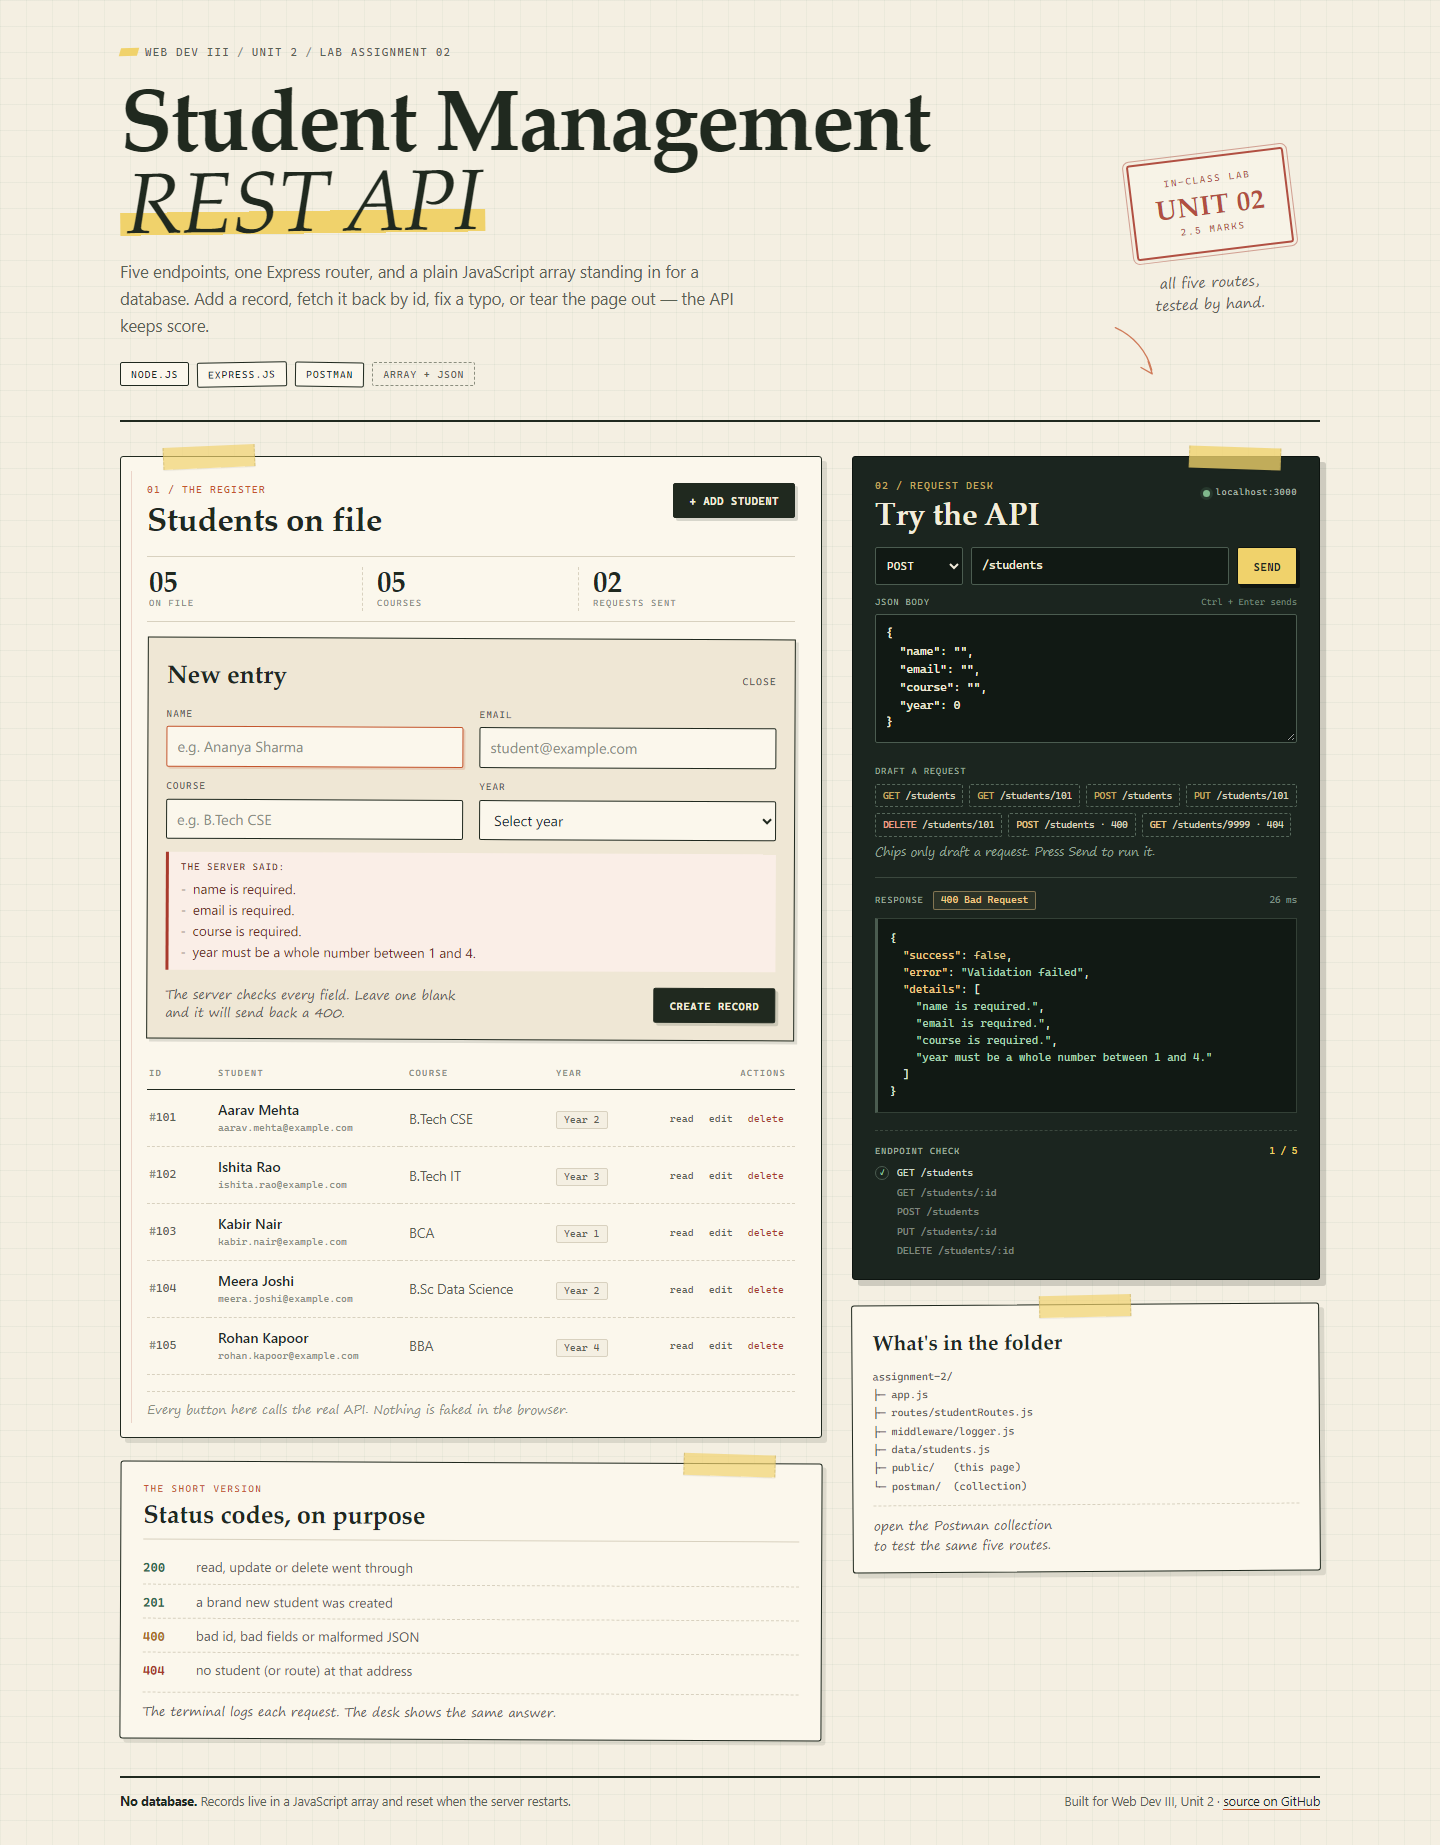 WEB DEV III / UNIT 2 / LAB ASSIGNMENT 02
Student Management
REST API
Five endpoints, one Express router, and a plain JavaScript array standing in for a
database. Add a record, fetch it back by id, fix a typo, or tear the page out — the API
keeps score.
NODE.JS
EXPRESS.JS
POSTMAN
ARRAY + JSON
IN-CLASS LAB
UNIT 02
2.5 MARKS
all five routes,
tested by hand.
01 / THE REGISTER
Students on file
+ ADD STUDENT
05
ON FILE
05
COURSES
02
REQUESTS SENT
New entry
CLOSE
NAME
EMAIL
e.g. Ananya Sharma
student@example.com
COURSE
YEAR
e.g. B.Tech CSE
Select year
THE SERVER SAID:
- name is required.
- email is required.
- course is required.
- year must be a whole number between 1 and 4.
The server checks every field. Leave one blank
and it will send back a 400.
CREATE RECORD
ID STUDENT COURSE YEAR ACTIONS
#101 Aarav Mehta B.Tech CSE Year 2 read edit delete
aarav.mehta@example.com
#102 Ishita Rao B.Tech IT Year 3 read edit delete
ishita.rao@example.com
#103 Kabir Nair BCA Year 1 read edit delete
kabir.nair@example.com
#104 Meera Joshi B.Sc Data Science Year 2 read edit delete
meera.joshi@example.com
#105 Rohan Kapoor BBA Year 4 read edit delete
rohan.kapoor@example.com
Every button here calls the real API. Nothing is faked in the browser.
THE SHORT VERSION
Status codes, on purpose
200 read, update or delete went through
201 a brand new student was created
400 bad id, bad fields or malformed JSON
404 no student (or route) at that address
The terminal logs each request. The desk shows the same answer.
02 / REQUEST DESK
Try the API
localhost:3000
POST
/students
SEND
JSON BODY
Ctrl + Enter sends
{
"name": "",
"email": "",
"course": "",
"year": 0
}
DRAFT A REQUEST
GET /students
GET /students/101
POST /students
PUT /students/101
DELETE /students/101
POST /students · 400
GET /students/9999 · 404
Chips only draft a request. Press Send to run it.
RESPONSE
400 Bad Request
26 ms
{
"success": false,
"error": "Validation failed",
"details": [
"name is required.",
"email is required.",
"course is required.",
"year must be a whole number between 1 and 4."
]
}
ENDPOINT CHECK
1 / 5
✓ GET /students
GET /students/:id
POST /students
PUT /students/:id
DELETE /students/:id
What's in the folder
assignment-2/
├─ app.js
├─ routes/studentRoutes.js
├─ middleware/logger.js
├─ data/students.js
├─ public/ (this page)
└─ postman/ (collection)
open the Postman collection
to test the same five routes.
No database. Records live in a JavaScript array and reset when the server restarts.
Built for Web Dev III, Unit 2 · source on GitHub